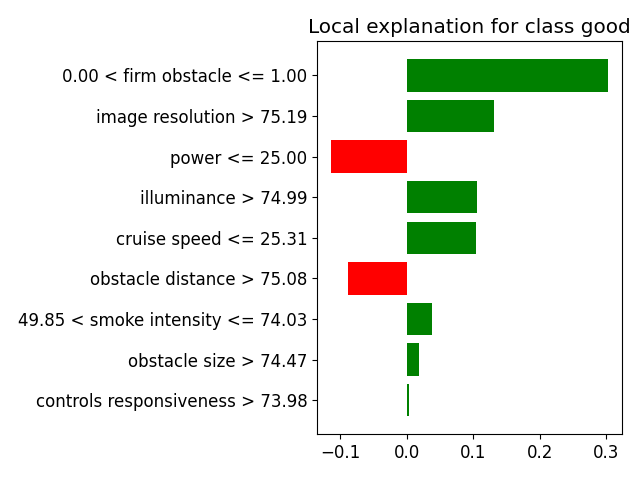 Local explanation for class good
0.00 < firm obstacle <= 1.00
image resolution > 75.19
power <= 25.00
illuminance > 74.99
cruise speed <= 25.31
obstacle distance > 75.08
49.85 < smoke intensity <= 74.03
obstacle size > 74.47
controls responsiveness > 73.98
−0.1 0.0 0.1 0.2 0.3